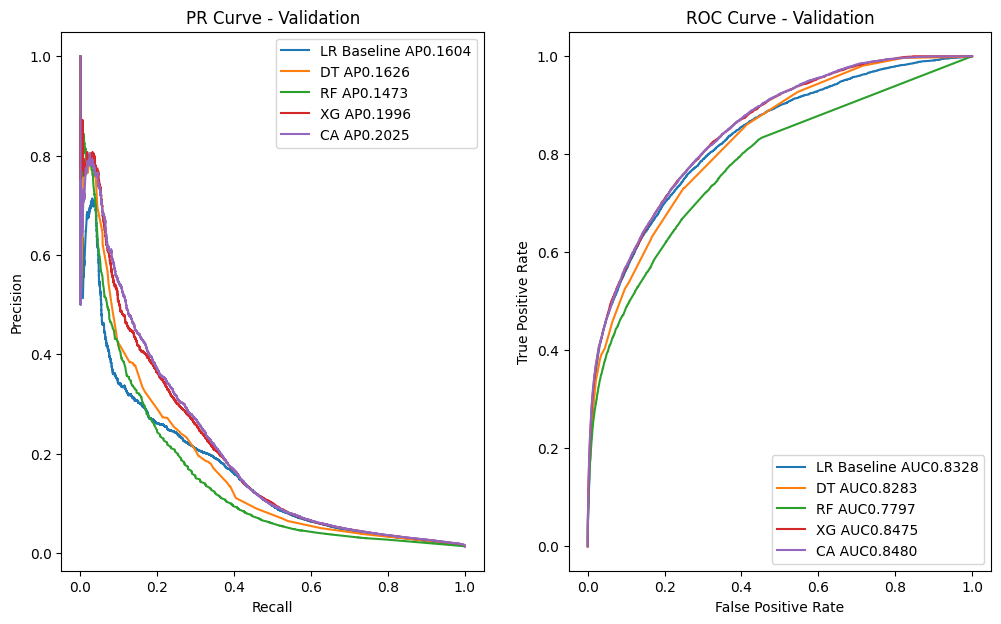 PR Curve - Validation
1.0
0.8
0.6
0.4
0.2
0.0
Precision
0.0 0.2 0.4 0.6 0.8 1.0
Recall
LR Baseline AP0.1604
DT AP0.1626
RF AP0.1473
XG AP0.1996
CA AP0.2025
ROC Curve - Validation
1.0
0.8
0.6
0.4
0.2
0.0
True Positive Rate
0.0 0.2 0.4 0.6 0.8 1.0
False Positive Rate
LR Baseline AUC0.8328
DT AUC0.8283
RF AUC0.7797
XG AUC0.8475
CA AUC0.8480